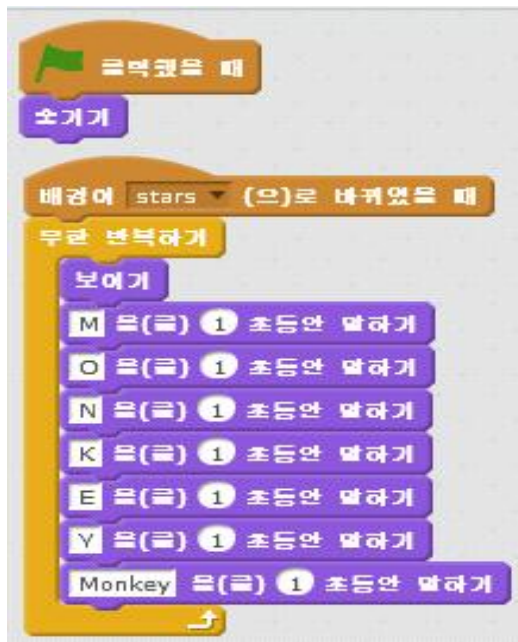 클릭했을 때
숨기기
배경이 stars (으)로 바뀌었을 때
무한 반복하기
보이기
M 을(를) 1 초동안 말하기
O 을(를) 1 초동안 말하기
N 을(를) 1 초동안 말하기
K 을(를) 1 초동안 말하기
E 을(를) 1 초동안 말하기
Y 을(를) 1 초동안 말하기
Monkey 을(를) 1 초동안 말하기